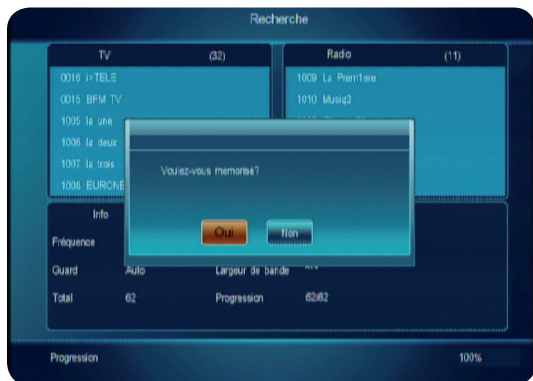 Recherche
TV (32) Radio (11)
0016 i>TELE 1009 La Prem1ere
0015 BFM TV 1010 Musiq3
1005 la une
1006 la deux
1007 la trois
1008 EURONE
Voulez-vous memorise?
Oui Non
Info
Fréquence
Guard Auto Largeur de bande
Total 62 Progression 62/62
Progression 100%